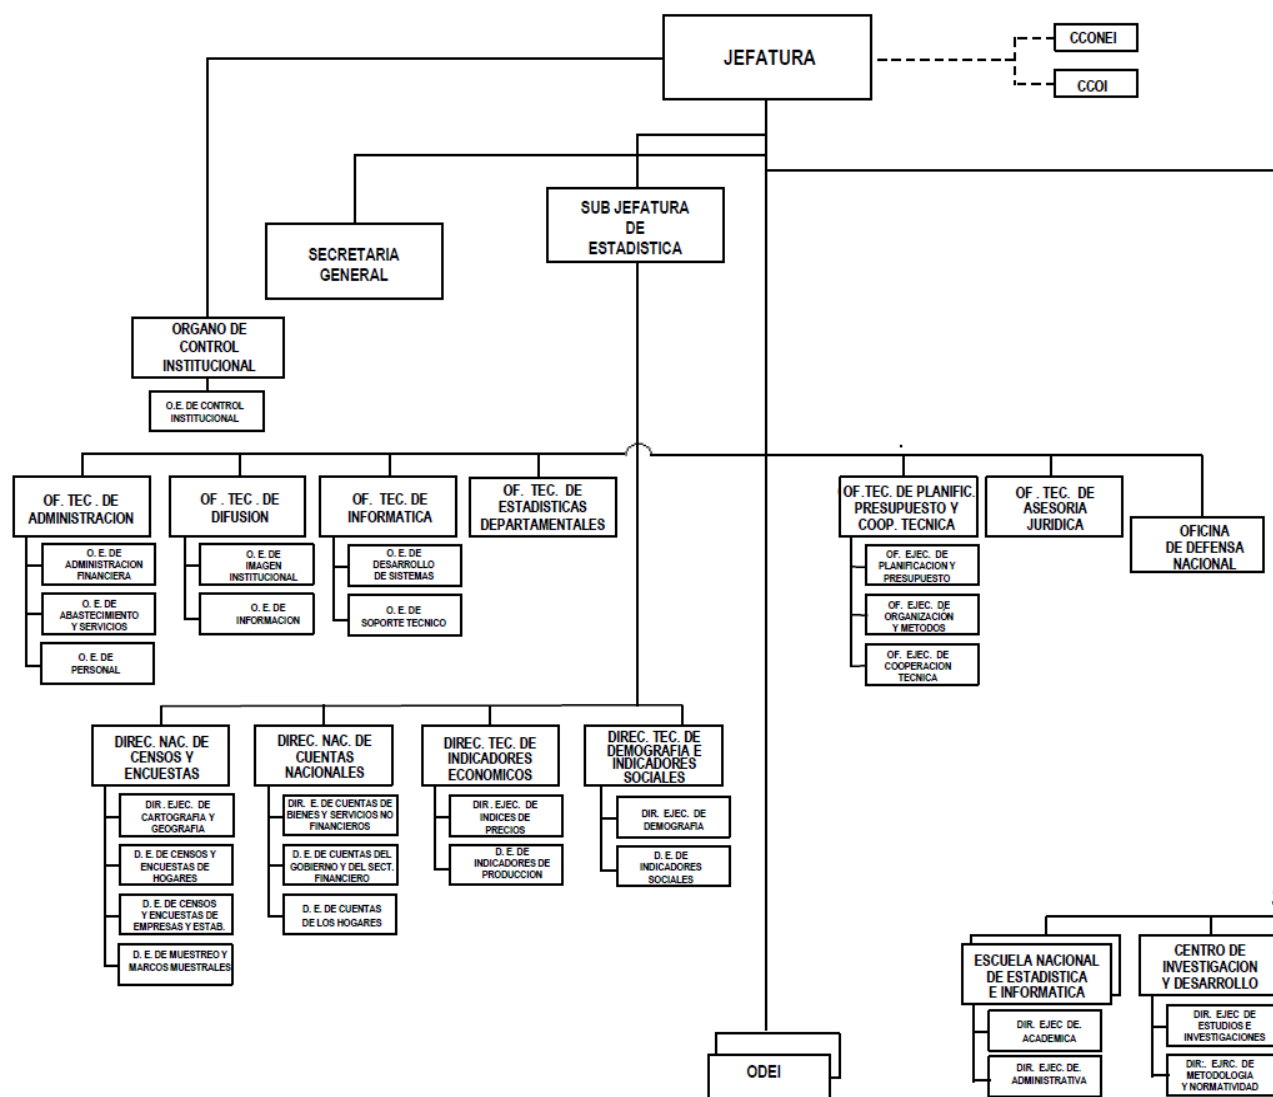 JEFATURA
CCONEI
CCOI
SUB JEFATURA
DE
ESTADISTICA
SECRETARIA
GENERAL
ORGANO DE
CONTROL
INSTITUCIONAL
O.E. DE CONTROL
INSTITUCIONAL
OF. TEC . DE
ADMINISTRACION
O. E. DE
ADMINISTRACION
FINANCIERA
O. E. DE
ABASTECIMIENTO
Y SERVICIOS
O. E. DE
PERSONAL
OF . TEC . DE
DIFUSION
O. E. DE
IMAGEN
INSTITUCIONAL
O. E. DE
INFORMACION
OF. TEC. DE
INFORMATICA
O. E. DE
DESARROLLO
DE SISTEMAS
O. E. DE
SOPORTE TECNICO
OF. TEC. DE
ESTADISTICAS
DEPARTAMENTALES
OF.TEC. DE PLANIFIC.
PRESUPUESTO Y
COOP. TECNICA
OF. EJEC. DE
PLANIFICACION Y
PRESUPUESTO
OF. EJEC. DE
ORGANIZACIÓN
Y METODOS
OF. EJEC. DE
COOPERACION
TECNICA
OF . TEC. DE
ASESORIA
JURIDICA
OFICINA
DE DEFENSA
NACIONAL
DIREC. NAC. DE
CENSOS Y
ENCUESTAS
DIR . EJEC. DE
CARTOGRAFIA Y
GEOGRAFIA
D. E. DE CENSOS Y
ENCUESTAS DE
HOGARES
D. E. DE CENSOS
Y ENCUESTAS DE
EMPRESAS Y ESTAB.
D. E. DE MUESTREO Y
MARCOS MUESTRALES
DIREC. NAC. DE
CUENTAS
NACIONALES
DIR. E. DE CUENTAS DE
BIENES Y SERVICIOS NO
FINANCIEROS
D. E. DE CUENTAS DEL
GOBIERNO Y DEL SECT.
FINANCIERO
D. E. DE CUENTAS
DE LOS HOGARES
DIREC. TEC. DE
INDICADORES
ECONOMICOS
DIR . EJEC. DE
INDICES DE
PRECIOS
D. E. DE
INDICADORES DE
PRODUCCION
DIREC. TEC. DE
DEMOGRAFIA E
INDICADORES
SOCIALES
DIR. EJEC. DE
DEMOGRAFIA
D. E. DE
INDICADORES
SOCIALES
ESCUELA NACIONAL
DE ESTADISTICA
E INFORMATICA
DIR. EJEC DE.
ACADEMICA
DIR. EJEC. DE.
ADMINISTRATIVA
CENTRO DE
INVESTIGACION
Y DESARROLLO
DIR. EJEC DE
ESTUDIOS E
INVESTIGACIONES
DIR:. EJRC. DE
METODOLOGIA
Y NORMATIVIDAD
ODEI